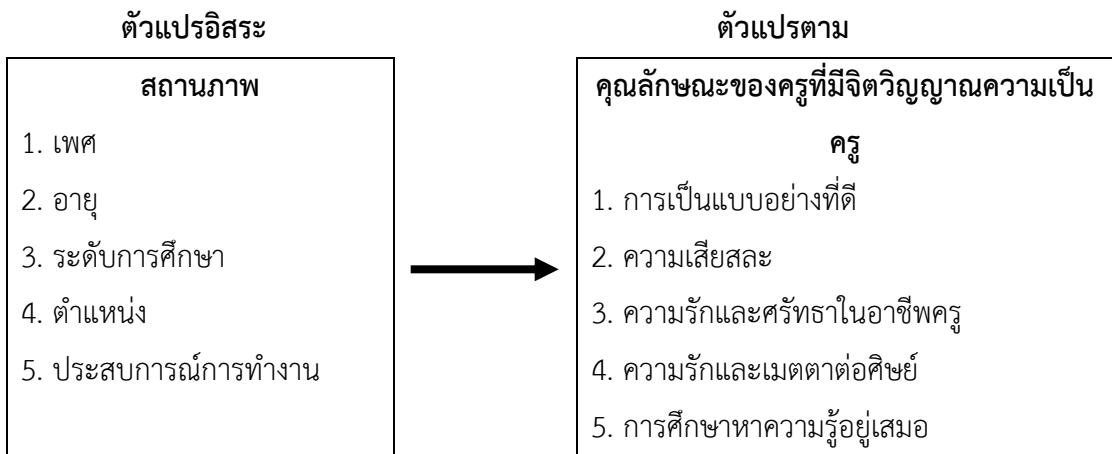 ตัวแปรอิสระ
สถานภาพ
1. เพศ
2. อายุ
3. ระดับการศึกษา
4. ตำแหน่ง
5. ประสบการณ์การทำงาน
ตัวแปรตาม
คุณลักษณะของครูที่มีจิตวิญญาณความเป็น
ครู
1. การเป็นแบบอย่างที่ดี
2. ความเสียสละ
3. ความรักและศรัทธาในอาชีพครู
4. ความรักและเมตตาต่อศิษย์
5. การศึกษาหาความรู้อยู่เสมอ